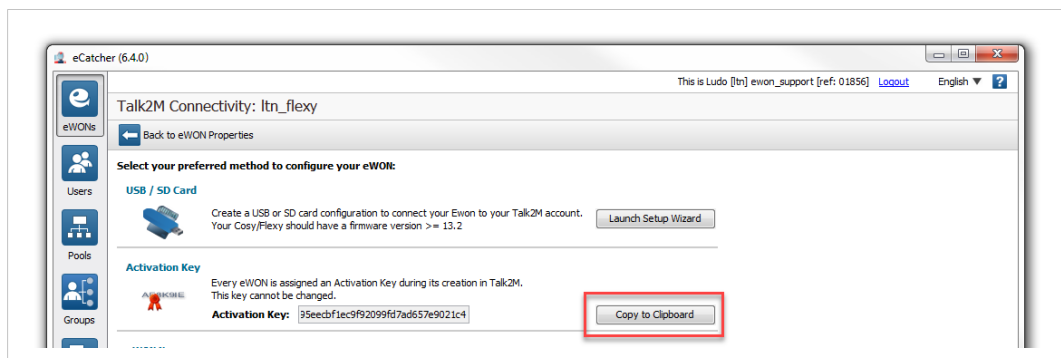 eCatcher (6.4.0)
This is Ludo [ltn] ewon_support [ref: 01856] Logout English ▼ ?
Talk2M Connectivity: ltn_flexy
eWONs
Back to eWON Properties
Select your preferred method to configure your eWON:
Users
USB / SD Card
Create a USB or SD card configuration to connect your Ewon to your Talk2M account.
Your Cosy/Flexy should have a firmware version >= 13.2
Launch Setup Wizard
Pools
Activation Key
Every eWON is assigned an Activation Key during its creation in Talk2M.
This key cannot be changed.
Groups
Activation Key: 95eecbf1ec9f92099fd7ad657e9021c4
Copy to Clipboard